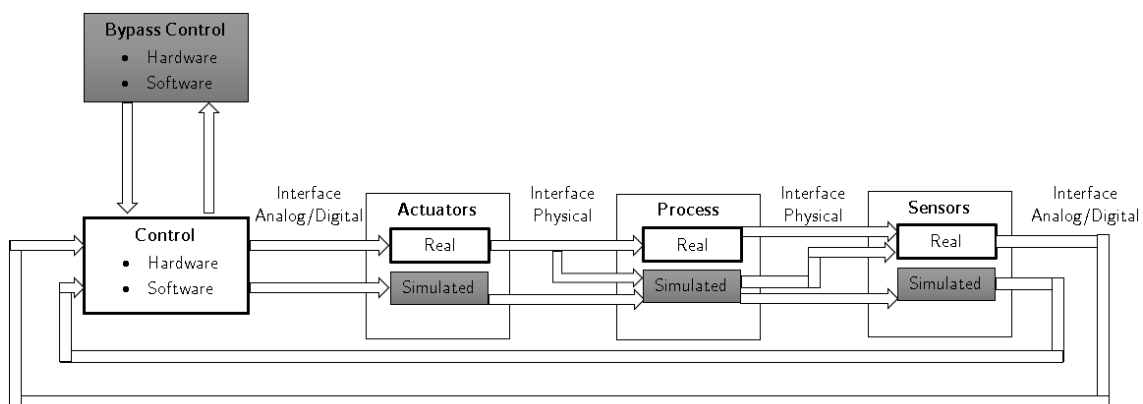 Bypass Control
• Hardware
• Software
Interface
Analog/Digital
Interface
Physical
Interface
Physical
Interface
Analog/Digital
Actuators
Process
Sensors
Control
• Hardware
• Software
Real
Simulated
Real
Simulated
Real
Simulated